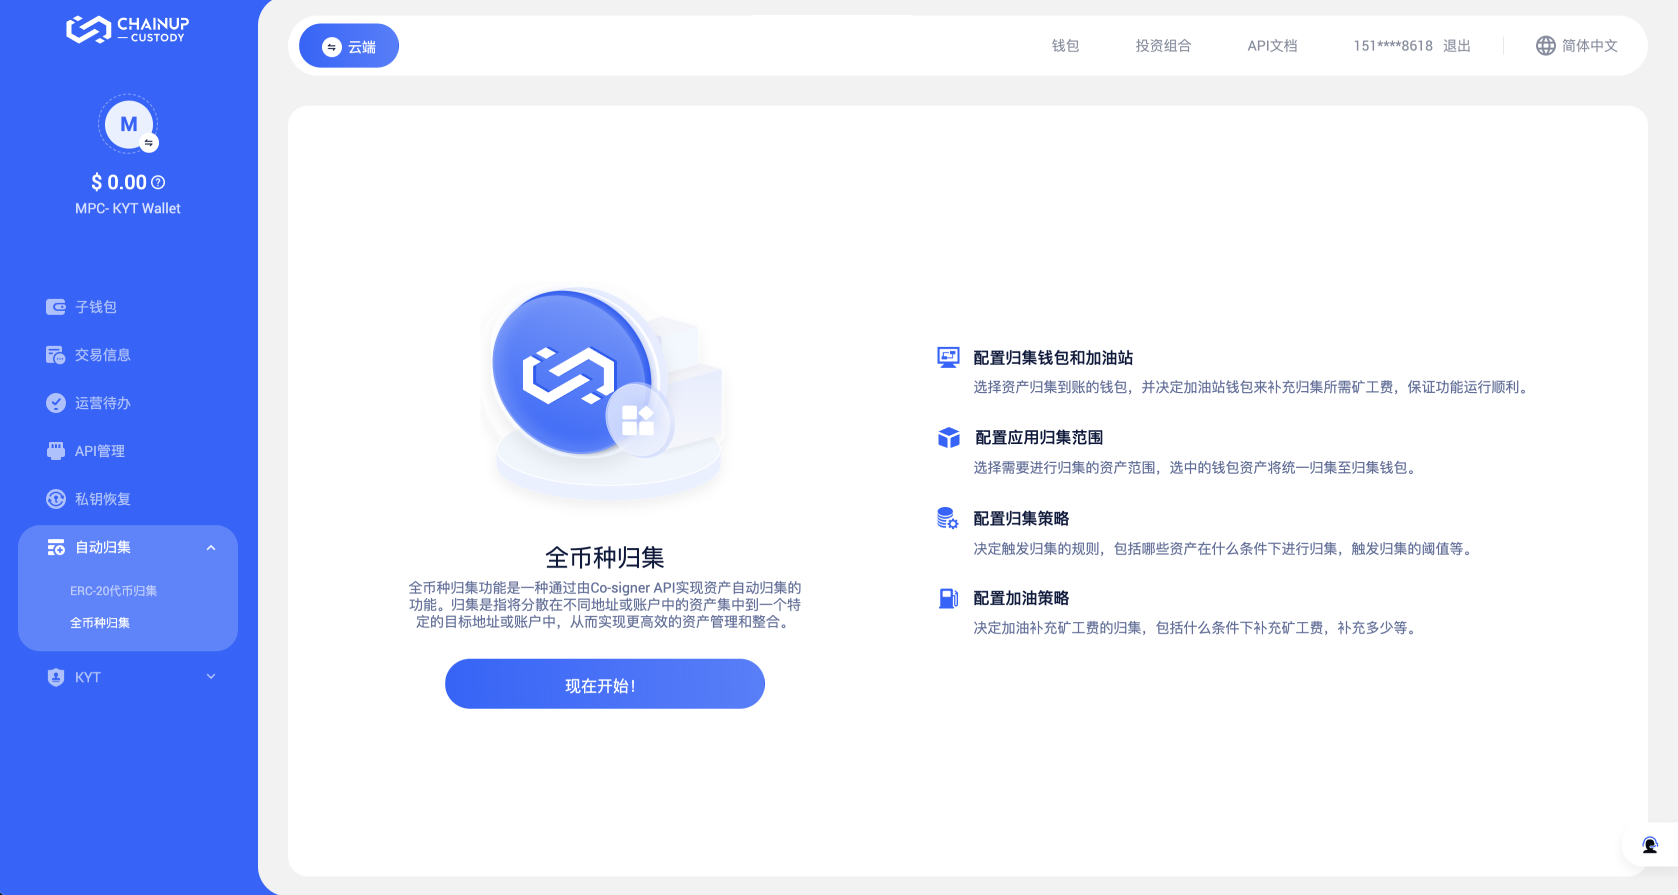 CHAINUP
CUSTODY
M
$ 0.00
MPC- KYT Wallet
子钱包
交易信息
运营待办
API管理
私钥恢复
自动归集
ERC-20代币归集
全币种归集
KYT
云端
钱包
投资组合
API文档
151****8618 退出
简体中文
全币种归集
全币种归集功能是一种通过由Co-signer API实现资产自动归集的
功能。归集是指将分散在不同地址或账户中的资产集中到一个特
定的目标地址或账户中，从而实现更高效的资产管理和整合。
现在开始！
配置归集钱包和加油站
选择资产归集到账的钱包，并决定加油站钱包来补充归集所需矿工费，保证功能运行顺利。
配置应用归集范围
选择需要进行归集的资产范围，选中的钱包资产将统一归集至归集钱包。
配置归集策略
决定触发归集的规则，包括哪些资产在什么条件下进行归集，触发归集的阈值等。
配置加油策略
决定加油补充矿工费的归集，包括什么条件下补充矿工费，补充多少等。